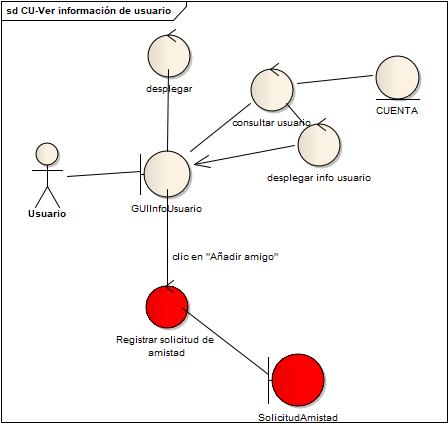 sd CU-Ver información de usuario
desplegar
consultar usuario
CUENTA
desplegar info usuario
Usuario
GUIInfoUsuario
clic en "Añadir amigo"
Registrar solicitud de
amistad
SolicitudAmistad